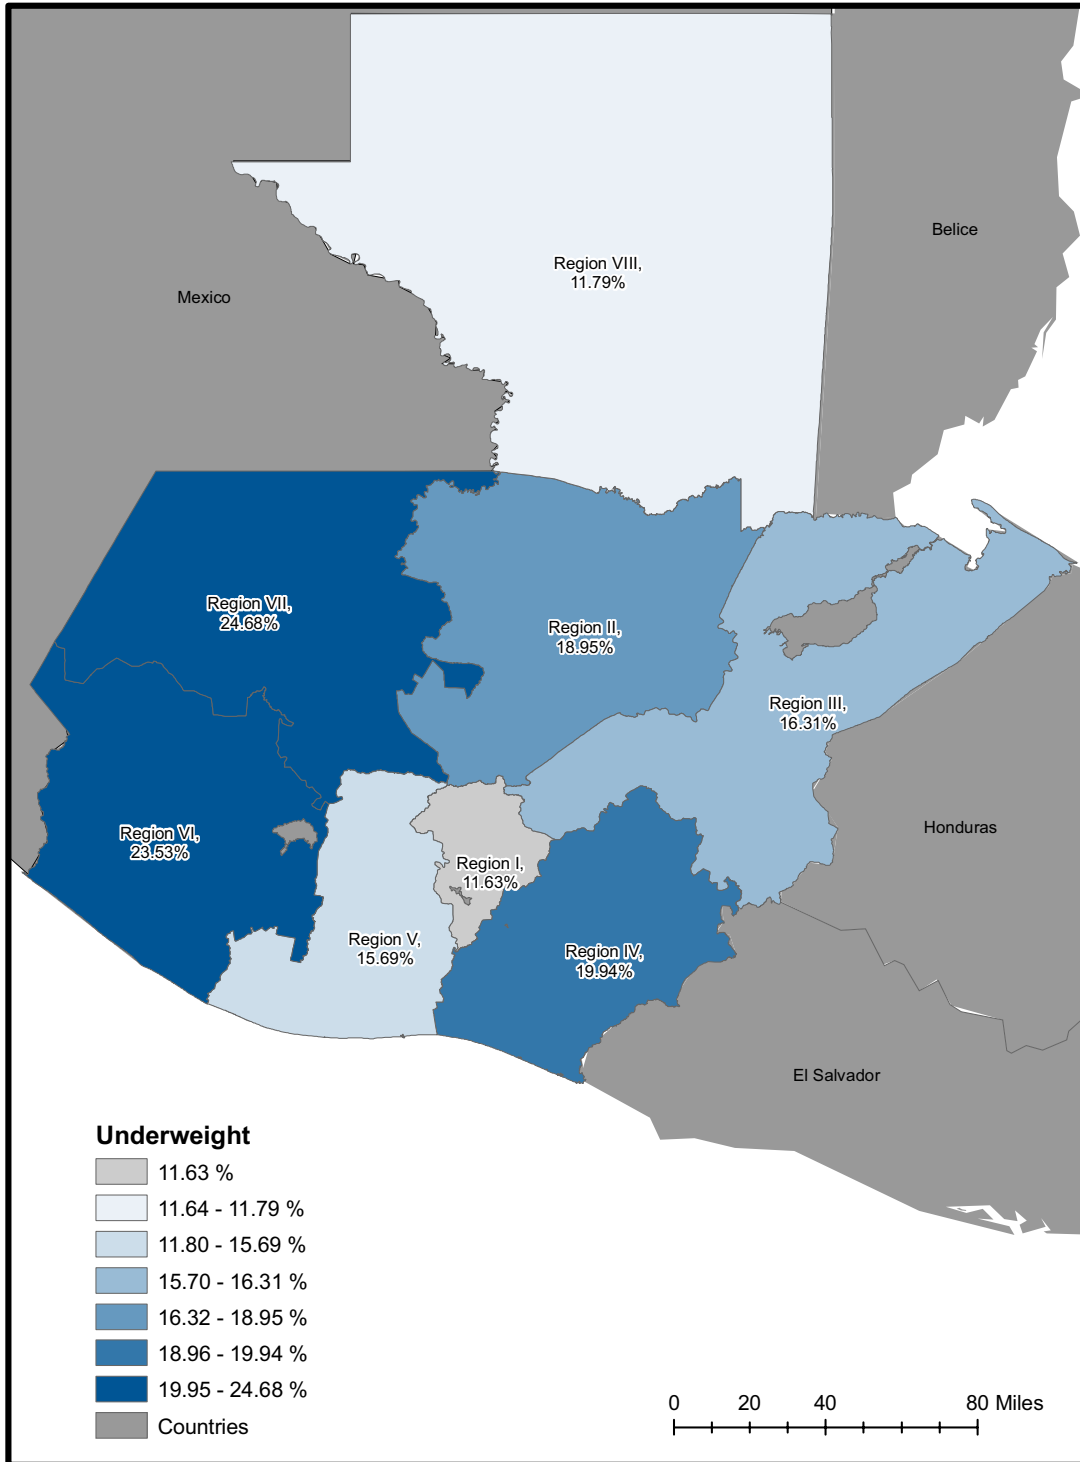 Belice
Region VIII,
11.79%
Mexico
Region VII,
24.68%
Region II,
18.95%
Region III,
16.31%
Region VI,
23.53%
Honduras
Region I,
11.63%
Region V,
15.69%
Region IV,
19.94%
El Salvador
Underweight
11.63 %
11.64 - 11.79 %
11.80 - 15.69 %
15.70 - 16.31 %
16.32 - 18.95 %
18.96 - 19.94 %
19.95 - 24.68 %
Countries
0 20 40 80 Miles